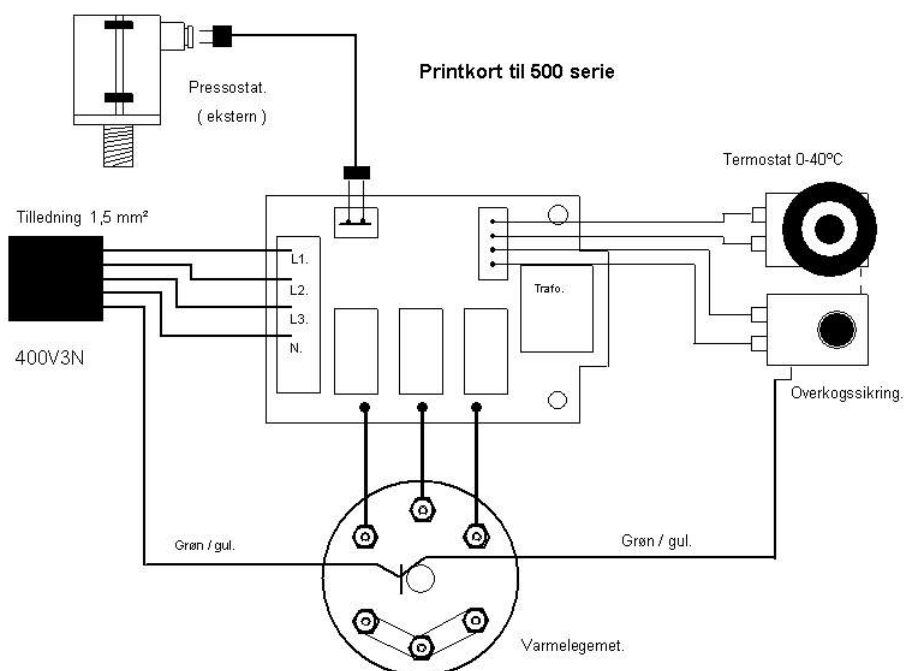 Printkort til 500 serie
Pressostat.
( ekstern )
Termostat 0-40ºC
Tilledning 1,5 mm²
L1.
L2.
L3.
N.
Trafo.
400V3N
Overkogssikring.
Grøn / gul.
Grøn / gul.
Varmelegemet.